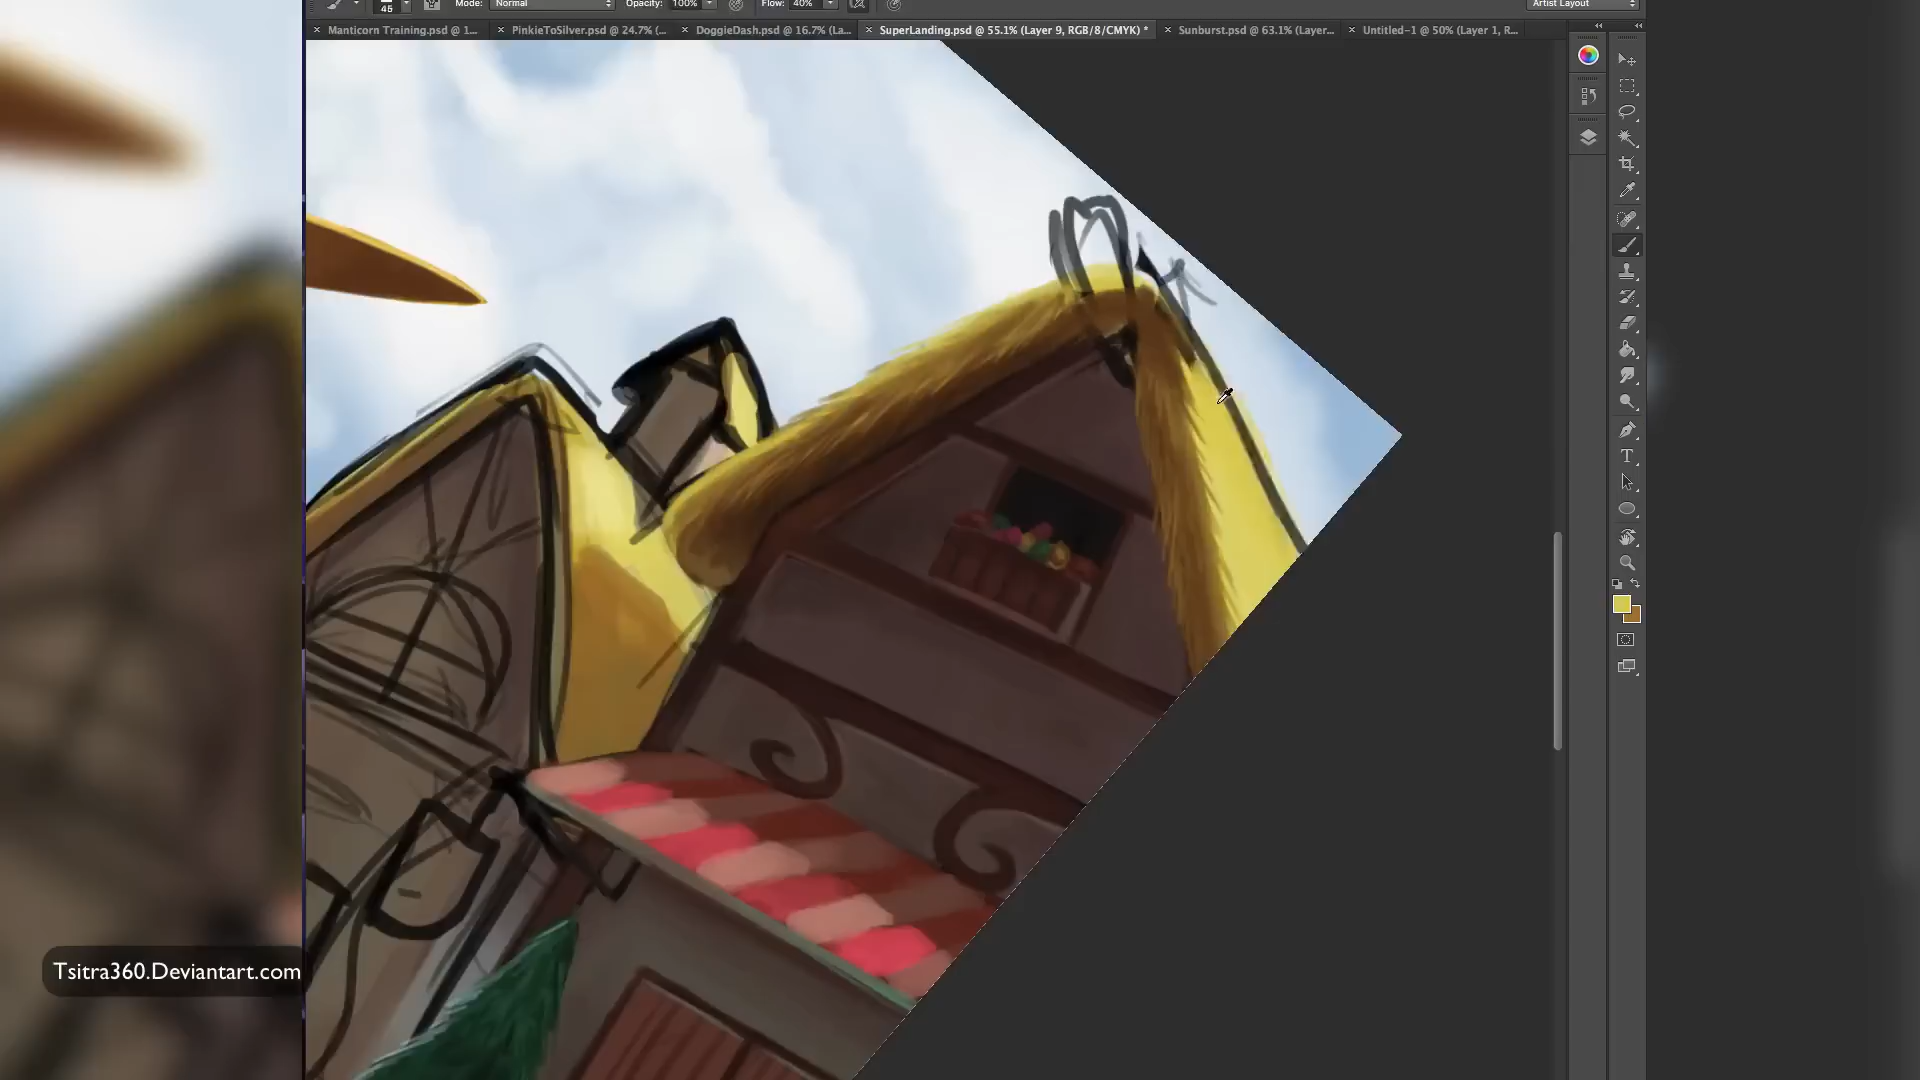 45 Mode: Normal Opacity: 100% Flow: 40% Artist Layout
Manticorn Training.psd @ 1... PinkieToSilver.psd @ 24.7% (... DoggieDash.psd @ 16.7% (La... SuperLanding.psd @ 55.1% (Layer 9, RGB/8/CMYK) * Sunburst.psd @ 63.1% (Layer... Untitled-1 @ 50% (Layer 1, R...
Tsitra360.Deviantart.com